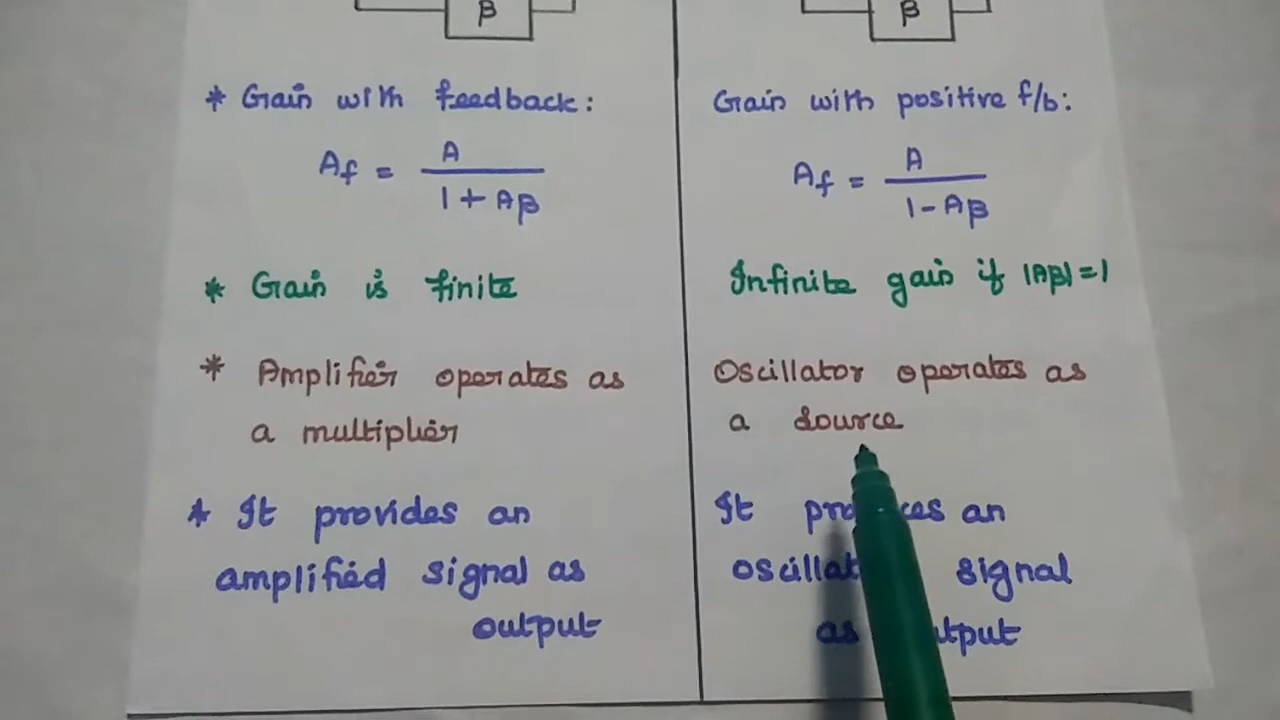 β
* Gain with feedback:
Af = A / 1 + Aβ
* Gain is finite
* Amplifier operates as
a multiplier
* It provides an
amplified signal as
output
β
Gain with positive f/b:
Af = A / 1 - Aβ
Infinite gain if |Aβ| = 1
Oscillator operates as
a source
It an
signal
as